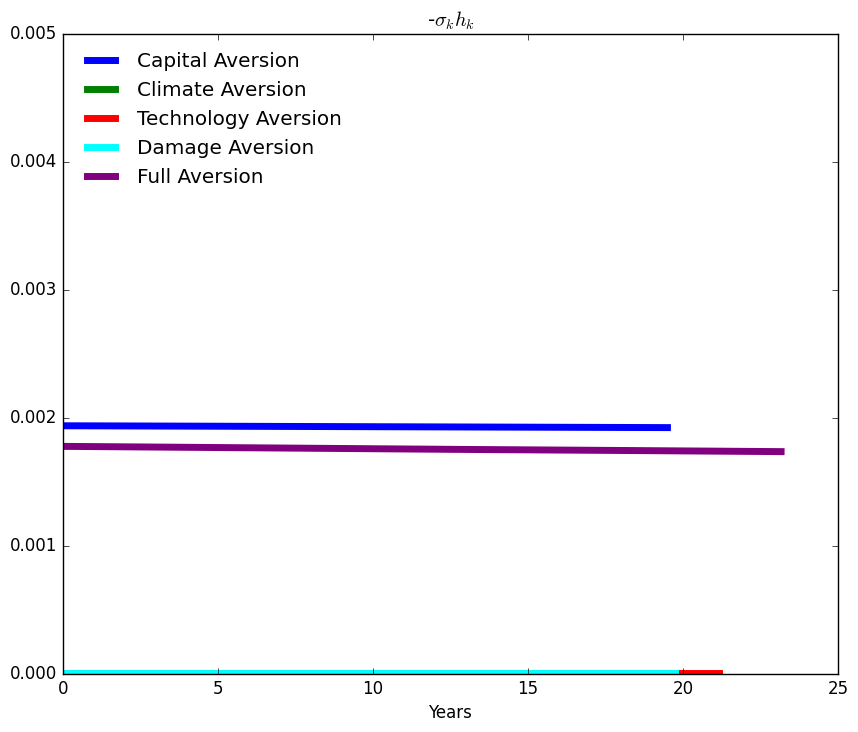 -σₖhₖ
0.005
Capital Aversion
Climate Aversion
Technology Aversion
Damage Aversion
Full Aversion
0.004
0.003
0.002
0.001
0.000
0 5 10 15 20 25
Years